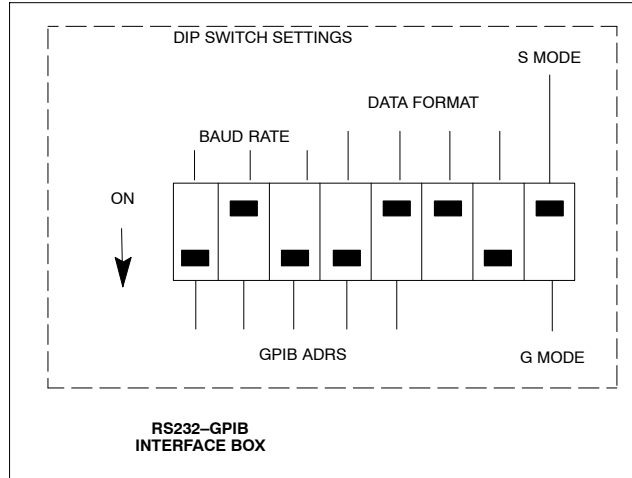 DIP SWITCH SETTINGS
S MODE
DATA FORMAT
BAUD RATE
ON
GPIB ADRS
G MODE
RS232–GPIB
INTERFACE BOX